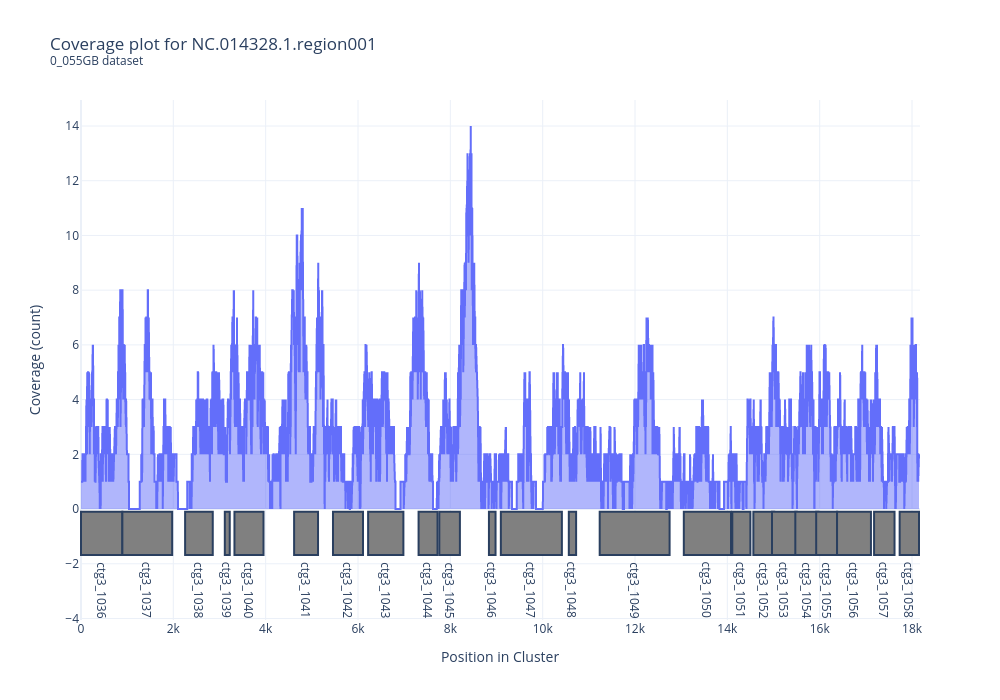 Coverage plot for NC.014328.1.region001
0_055GB dataset
Coverage (count)
14
12
10
8
6
4
2
0
−2
−4
ctg3_1036
ctg3_1037
ctg3_1038
ctg3_1039
ctg3_1040
ctg3_1041
ctg3_1042
ctg3_1043
ctg3_1044
ctg3_1045
ctg3_1046
ctg3_1047
ctg3_1048
ctg3_1049
ctg3_1050
ctg3_1051
ctg3_1052
ctg3_1053
ctg3_1054
ctg3_1055
ctg3_1056
ctg3_1057
ctg3_1058
0
2k
4k
6k
8k
10k
12k
14k
16k
18k
Position in Cluster